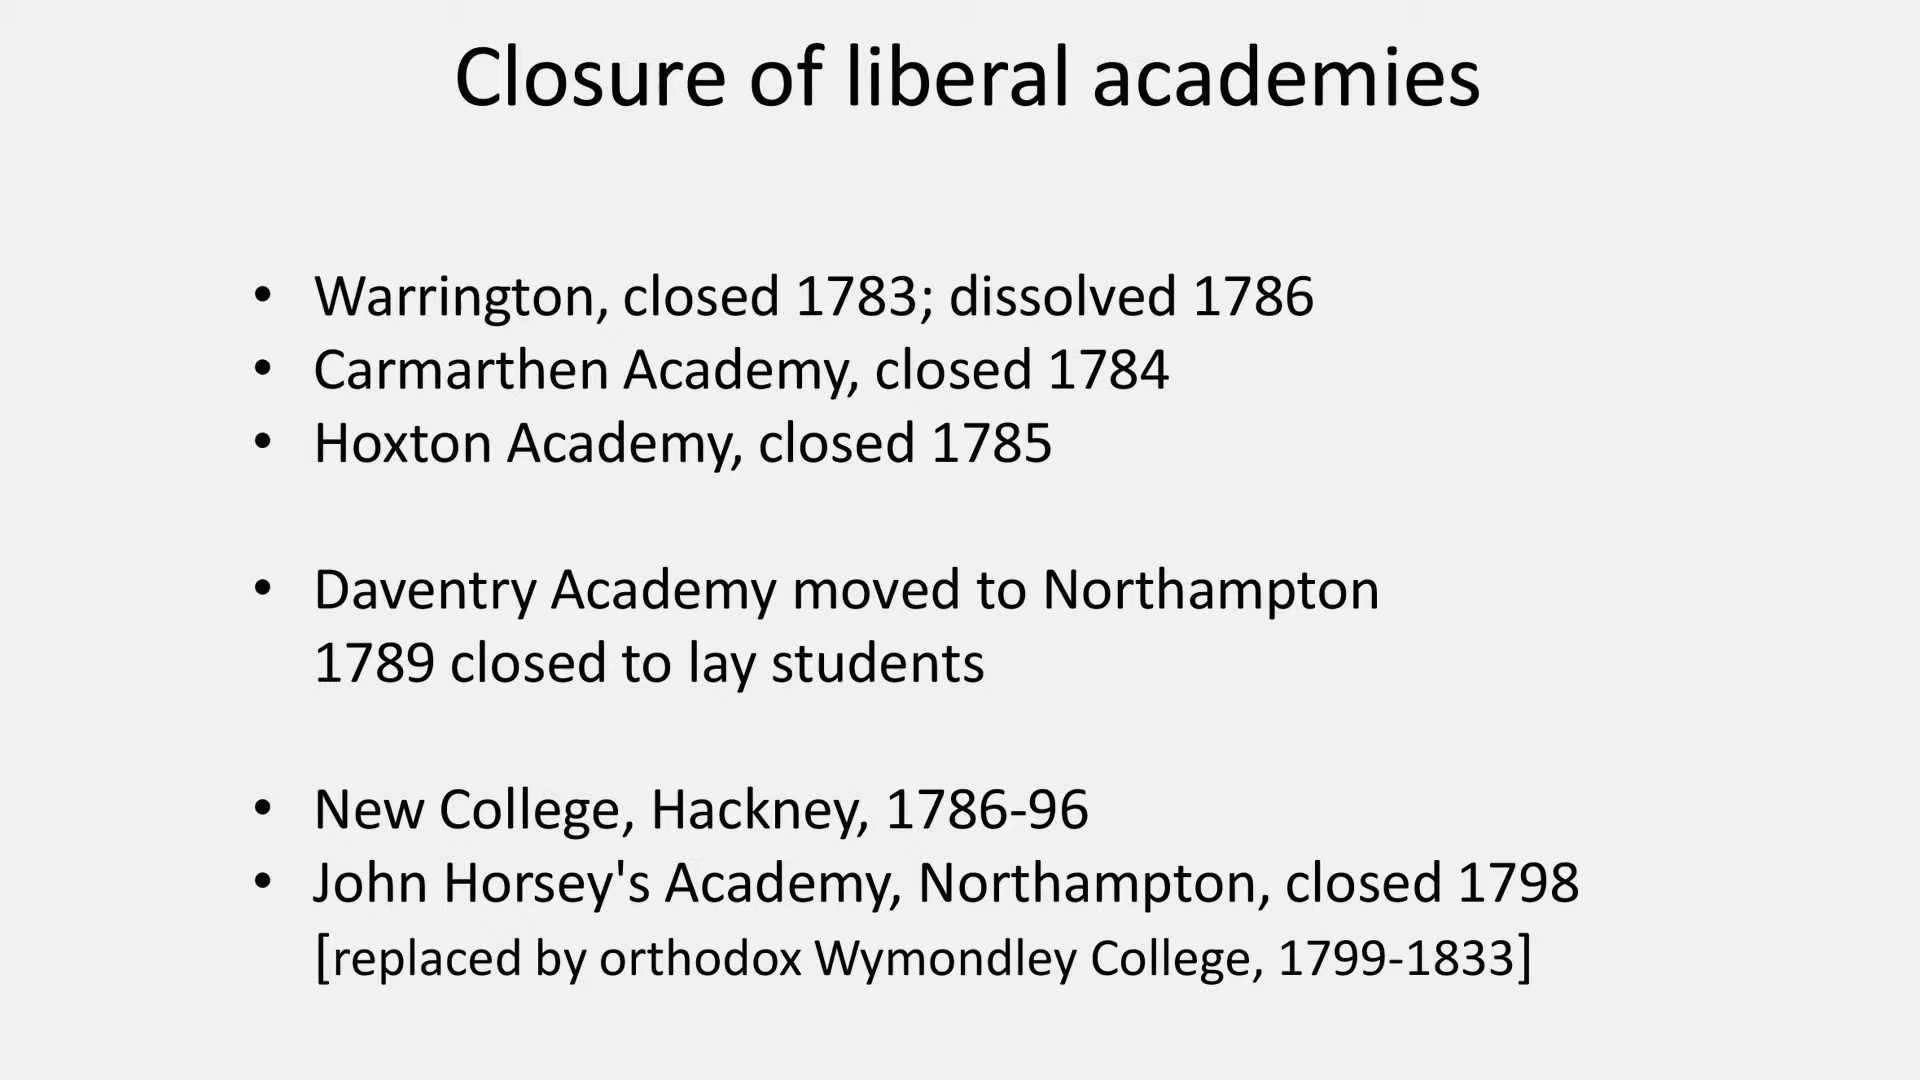 Closure of liberal academies
• Warrington, closed 1783; dissolved 1786
• Carmarthen Academy, closed 1784
• Hoxton Academy, closed 1785
• Daventry Academy moved to Northampton
1789 closed to lay students
• New College, Hackney, 1786-96
• John Horsey's Academy, Northampton, closed 1798
[replaced by orthodox Wymondley College, 1799-1833]